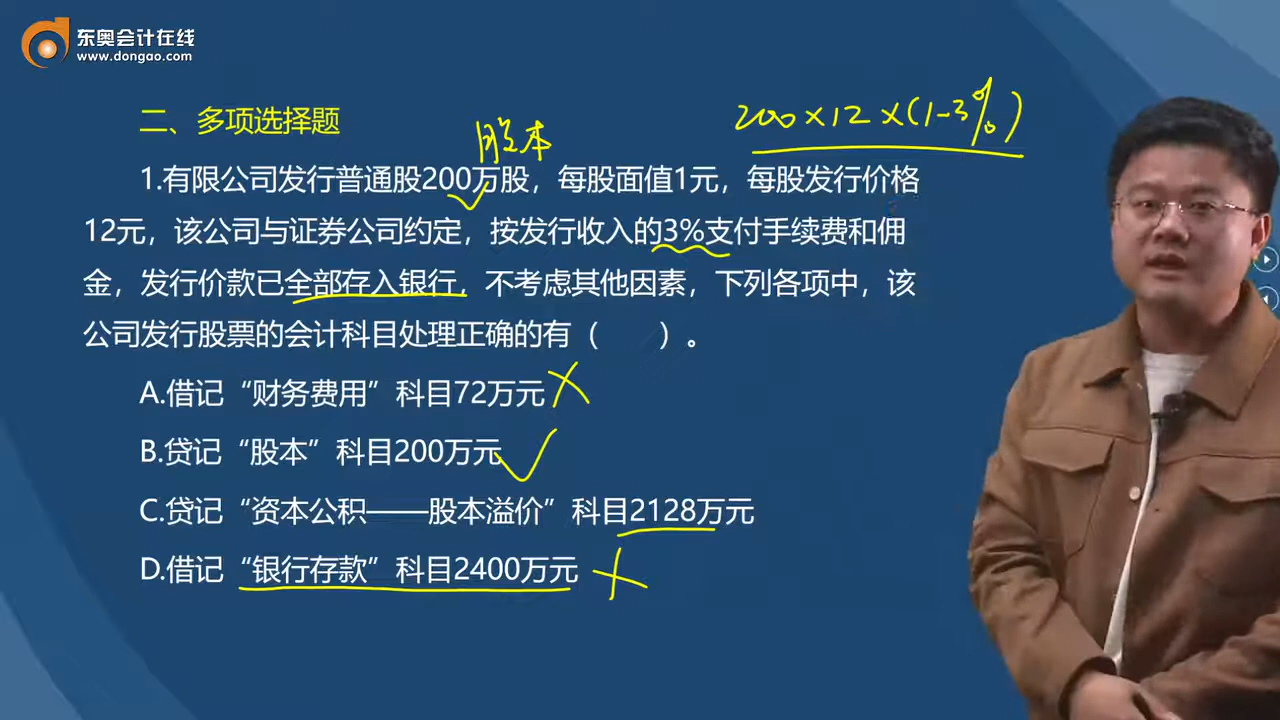 东奥会计在线
www.dongao.com
二、多项选择题
200×12×(1-3%)
股本
1.有限公司发行普通股200万股，每股面值1元，每股发行价格
12元，该公司与证券公司约定，按发行收入的3%支付手续费和佣
金，发行价款已全部存入银行，不考虑其他因素，下列各项中，该
公司发行股票的会计科目处理正确的有（　　）。
A.借记“财务费用”科目72万元
B.贷记“股本”科目200万元
C.贷记“资本公积——股本溢价”科目2128万元
D.借记“银行存款”科目2400万元